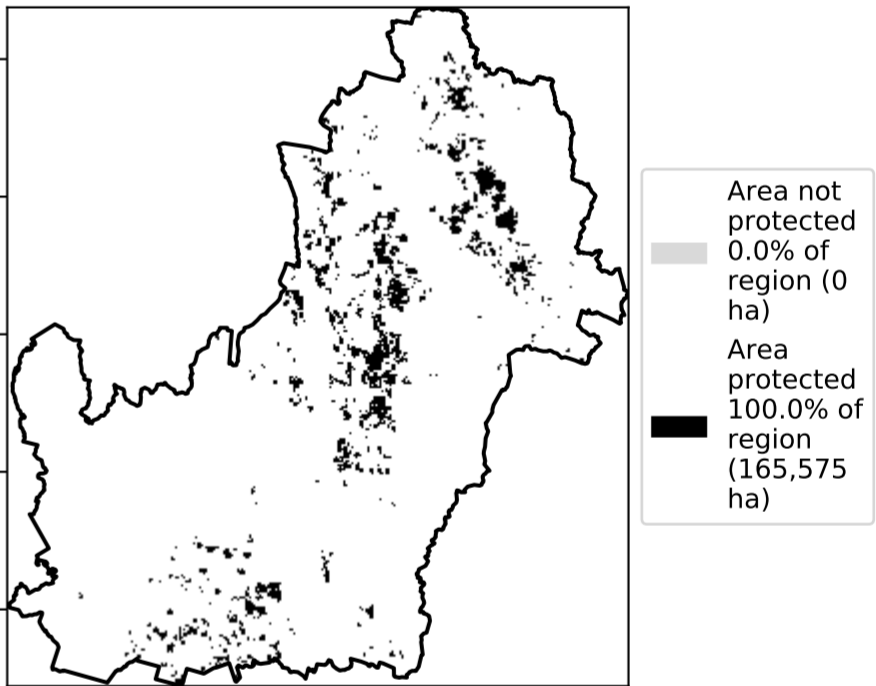 Area not
protected
0.0% of
region (0
ha)
Area
protected
100.0% of
region
(165,575
ha)